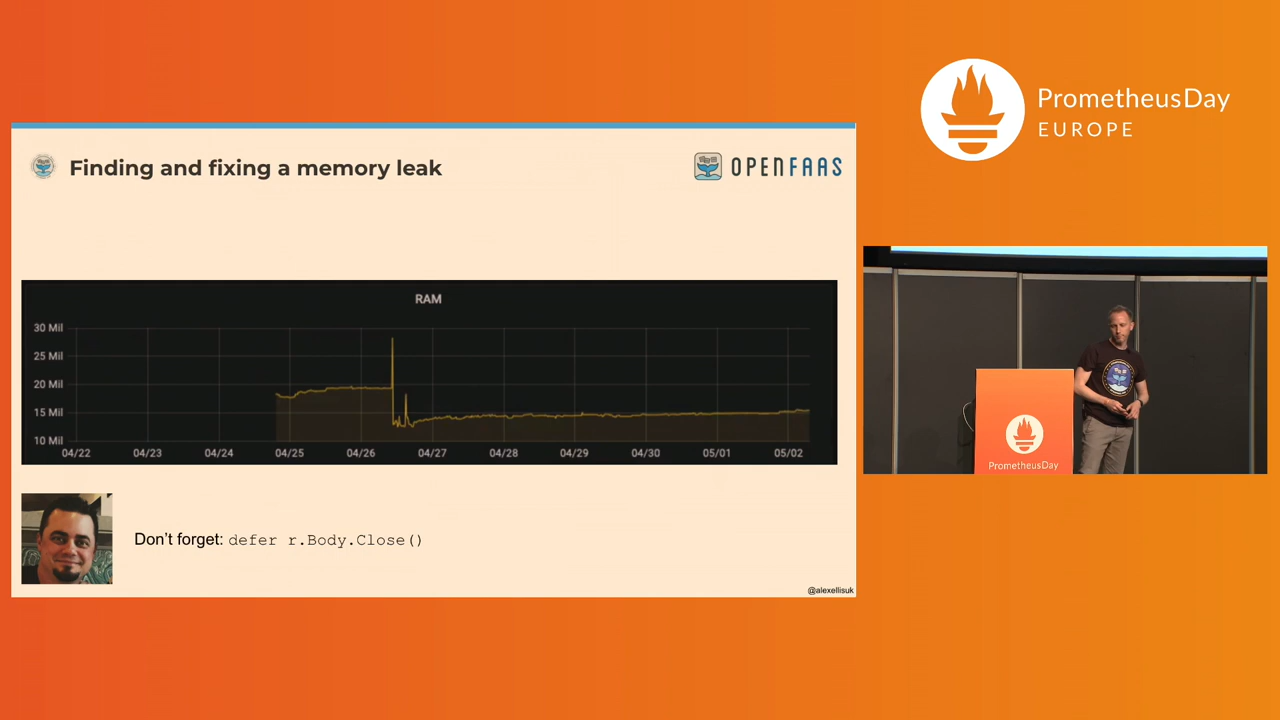 PrometheusDay
EUROPE
Finding and fixing a memory leak
OPENFAAS
RAM
30 Mil
25 Mil
20 Mil
15 Mil
10 Mil
04/22 04/23 04/24 04/25 04/26 04/27 04/28 04/29 04/30 05/01 05/02
Don’t forget: defer r.Body.Close()
@alexellisuk
PrometheusDay